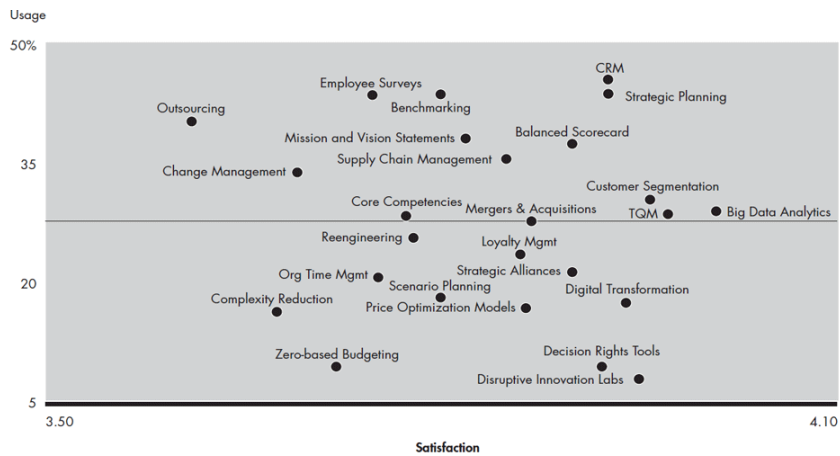 Usage
50%
CRM
Employee Surveys
Strategic Planning
Benchmarking
Outsourcing
Balanced Scorecard
Mission and Vision Statements
Supply Chain Management
35
Change Management
Customer Segmentation
Core Competencies
Mergers & Acquisitions
TQM
Big Data Analytics
Reengineering
Loyalty Mgmt
Strategic Alliances
Org Time Mgmt
20
Scenario Planning
Digital Transformation
Complexity Reduction
Price Optimization Models
Zero-based Budgeting
Decision Rights Tools
Disruptive Innovation Labs
5
3.50
4.10
Satisfaction